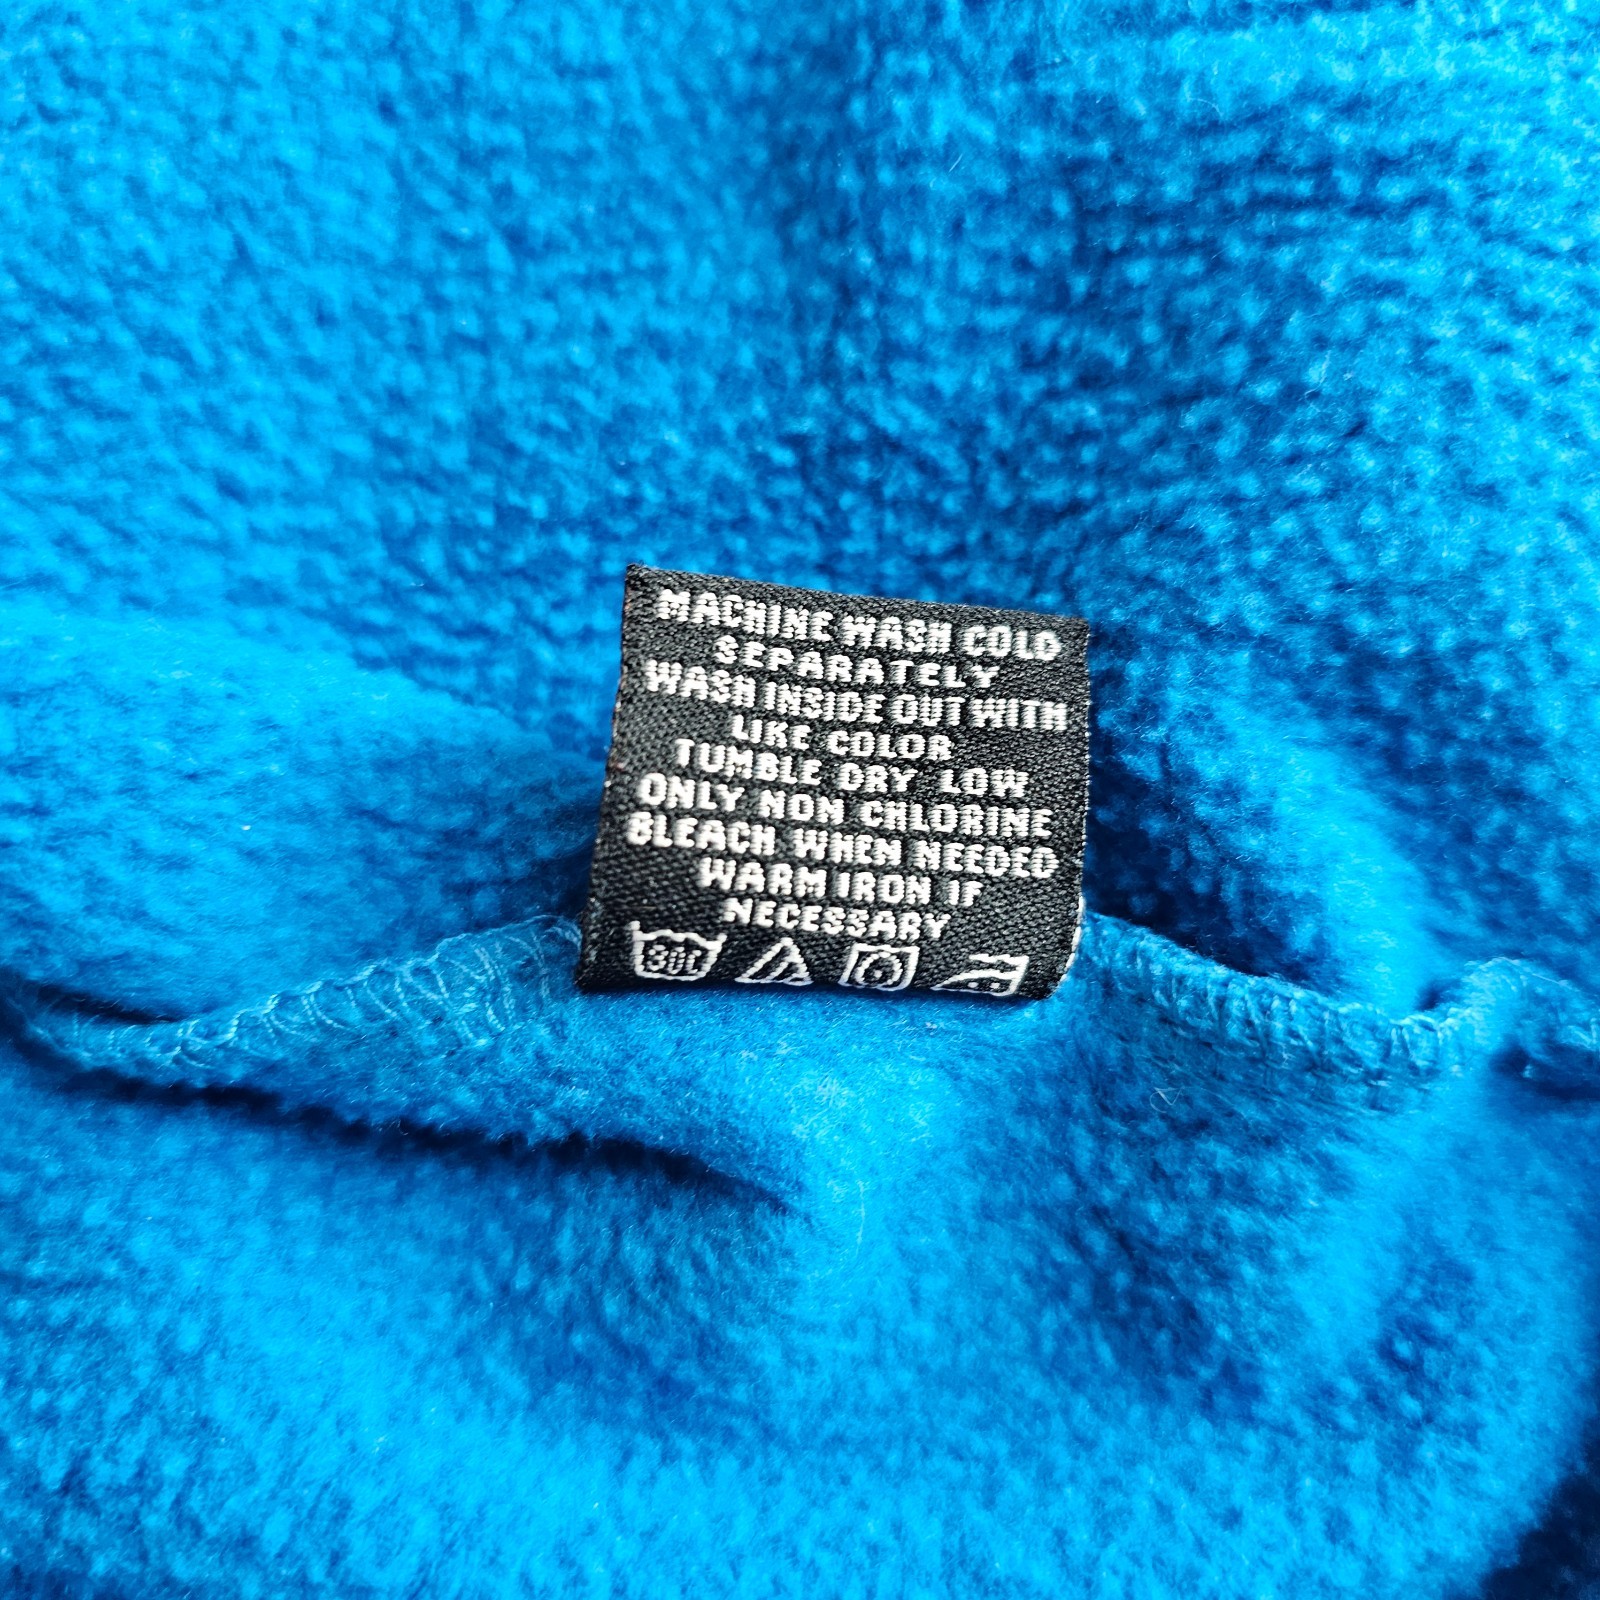 MACHINE WASH COLD
SEPARATELY
WASH INSIDE OUT WITH
LIKE COLOR
TUMBLE DRY LOW
ONLY NON CHLORINE
BLEACH WHEN NEEDED
WARM IRON IF
NECESSARY
30C